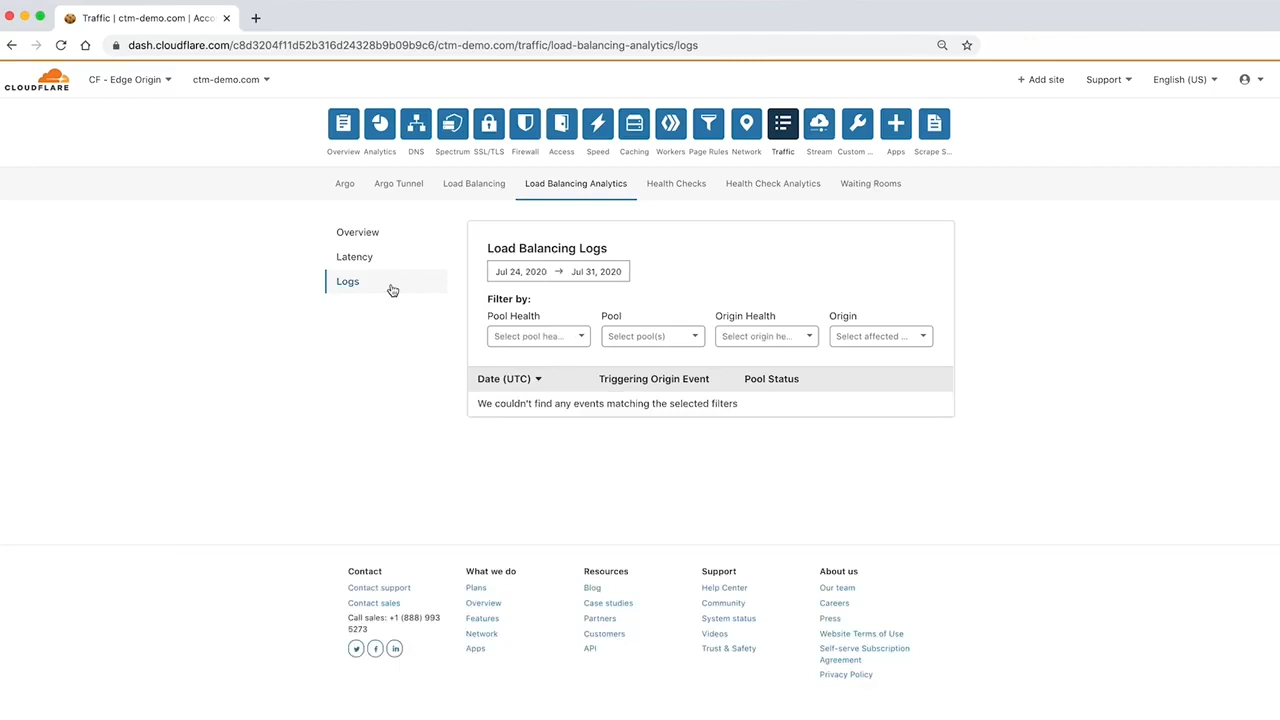 Traffic | ctm-demo.com | Acco
dash.cloudflare.com/c8d3204f11d52b316d24328b9b09b9c6/ctm-demo.com/traffic/load-balancing-analytics/logs
CLOUDFLARE
CF - Edge Origin
ctm-demo.com
+ Add site
Support
English (US)
Overview
Analytics
DNS
Spectrum
SSL/TLS
Firewall
Access
Speed
Caching
Workers
Page Rules
Network
Traffic
Stream
Custom ...
Apps
Scrape S...
Argo
Argo Tunnel
Load Balancing
Load Balancing Analytics
Health Checks
Health Check Analytics
Waiting Rooms
Overview
Latency
Logs
Load Balancing Logs
Jul 24, 2020 → Jul 31, 2020
Filter by:
Pool Health
Pool
Origin Health
Origin
Select pool hea...
Select pool(s)
Select origin he...
Select affected ...
Date (UTC)
Triggering Origin Event
Pool Status
We couldn't find any events matching the selected filters
Contact
Contact support
Contact sales
Call sales: +1 (888) 993
5273
What we do
Plans
Overview
Features
Network
Apps
Resources
Blog
Case studies
Partners
Customers
API
Support
Help Center
Community
System status
Videos
Trust & Safety
About us
Our team
Careers
Press
Website Terms of Use
Self-serve Subscription
Agreement
Privacy Policy